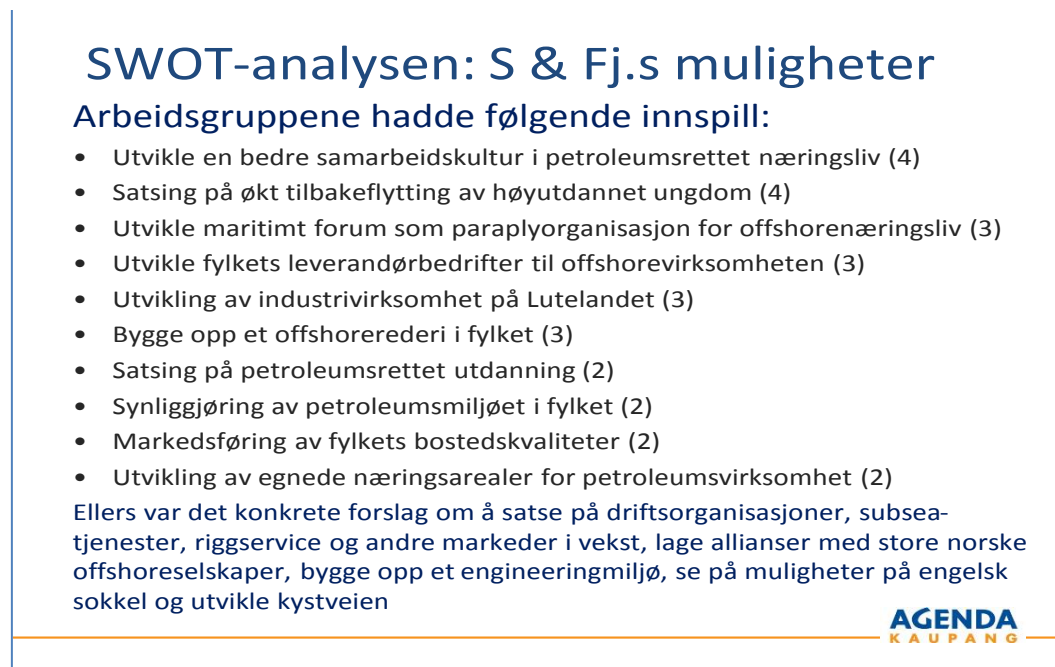 SWOT-analysen: S & Fj.s muligheter
Arbeidsgruppene hadde følgende innspill:
• Utvikle en bedre samarbeidskultur i petroleumsrettet næringsliv (4)
• Satsing på økt tilbakeflytting av høyutdannet ungdom (4)
• Utvikle maritimt forum som paraplyorganisasjon for offshorenæringsliv (3)
• Utvikle fylkets leverandørbedrifter til offshorevirksomheten (3)
• Utvikling av industrivirksomhet på Lutelandet (3)
• Bygge opp et offshorerederi i fylket (3)
• Satsing på petroleumsrettet utdanning (2)
• Synliggjøring av petroleumsmiljøet i fylket (2)
• Markedsføring av fylkets bostedskvaliteter (2)
• Utvikling av egnede næringsarealer for petroleumsvirksomhet (2)
Ellers var det konkrete forslag om å satse på driftsorganisasjoner, subsea-
tjenester, riggservice og andre markeder i vekst, lage allianser med store norske
offshoreselskaper, bygge opp et engineeringmiljø, se på muligheter på engelsk
sokkel og utvikle kystveien
AGENDA
KAUPANG